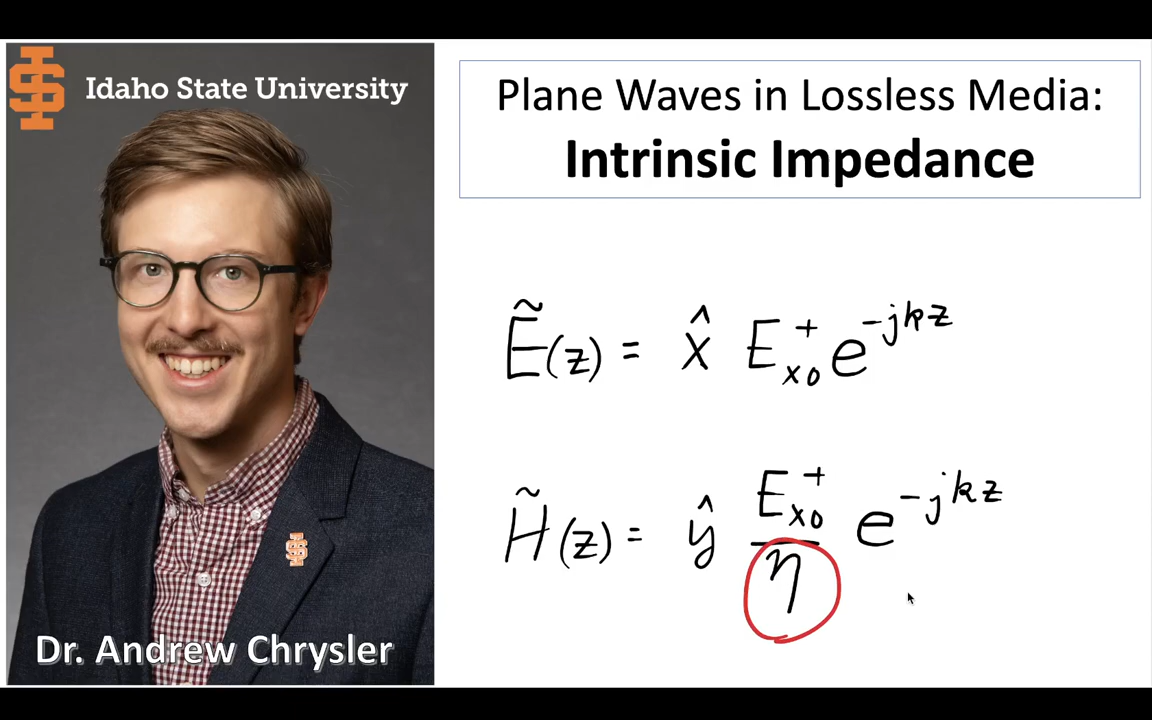 Idaho State University
Dr. Andrew Chrysler
Plane Waves in Lossless Media:
Intrinsic Impedance
Ẽ(z) = x̂ E⁺ₓ₀ e^(-jkz)
H̃(z) = ŷ E⁺ₓ₀/η e^(-jkz)